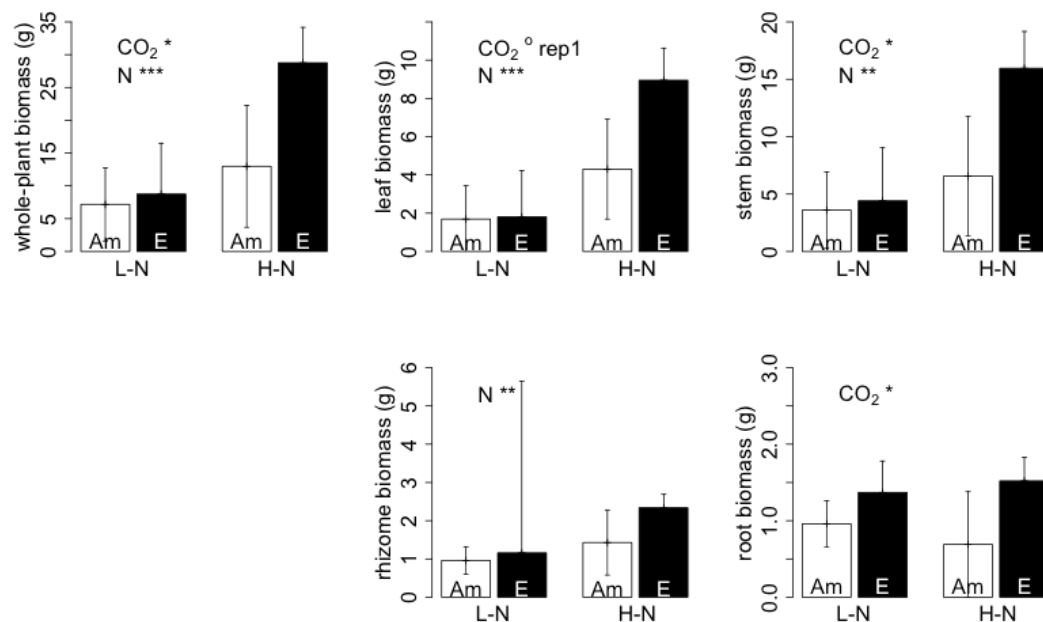 whole-plant biomass (g)
35
25
15
5
0
CO₂ *
N ***
Am
E
Am
E
L-N
H-N
leaf biomass (g)
10
8
6
4
2
0
CO₂ ° rep1
N ***
Am
E
Am
E
L-N
H-N
stem biomass (g)
20
15
10
5
0
CO₂ *
N **
Am
E
Am
E
L-N
H-N
rhizome biomass (g)
6
5
4
3
2
1
0
N **
Am
E
Am
E
L-N
H-N
root biomass (g)
3.0
2.0
1.0
0.0
CO₂ *
Am
E
Am
E
L-N
H-N